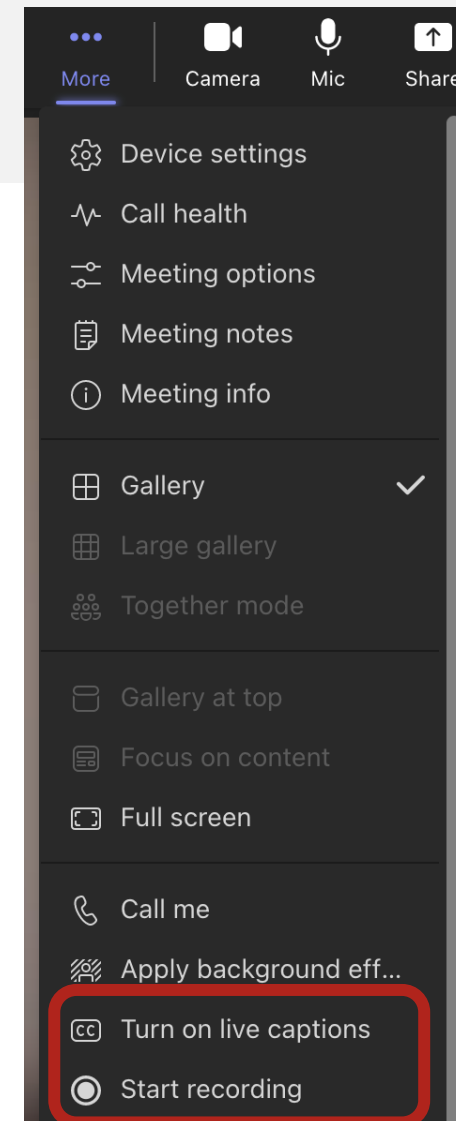 More Camera Mic Share
Device settings
Call health
Meeting options
Meeting notes
Meeting info
Gallery
Large gallery
Together mode
Gallery at top
Focus on content
Full screen
Call me
Apply background eff...
CC Turn on live captions
Start recording